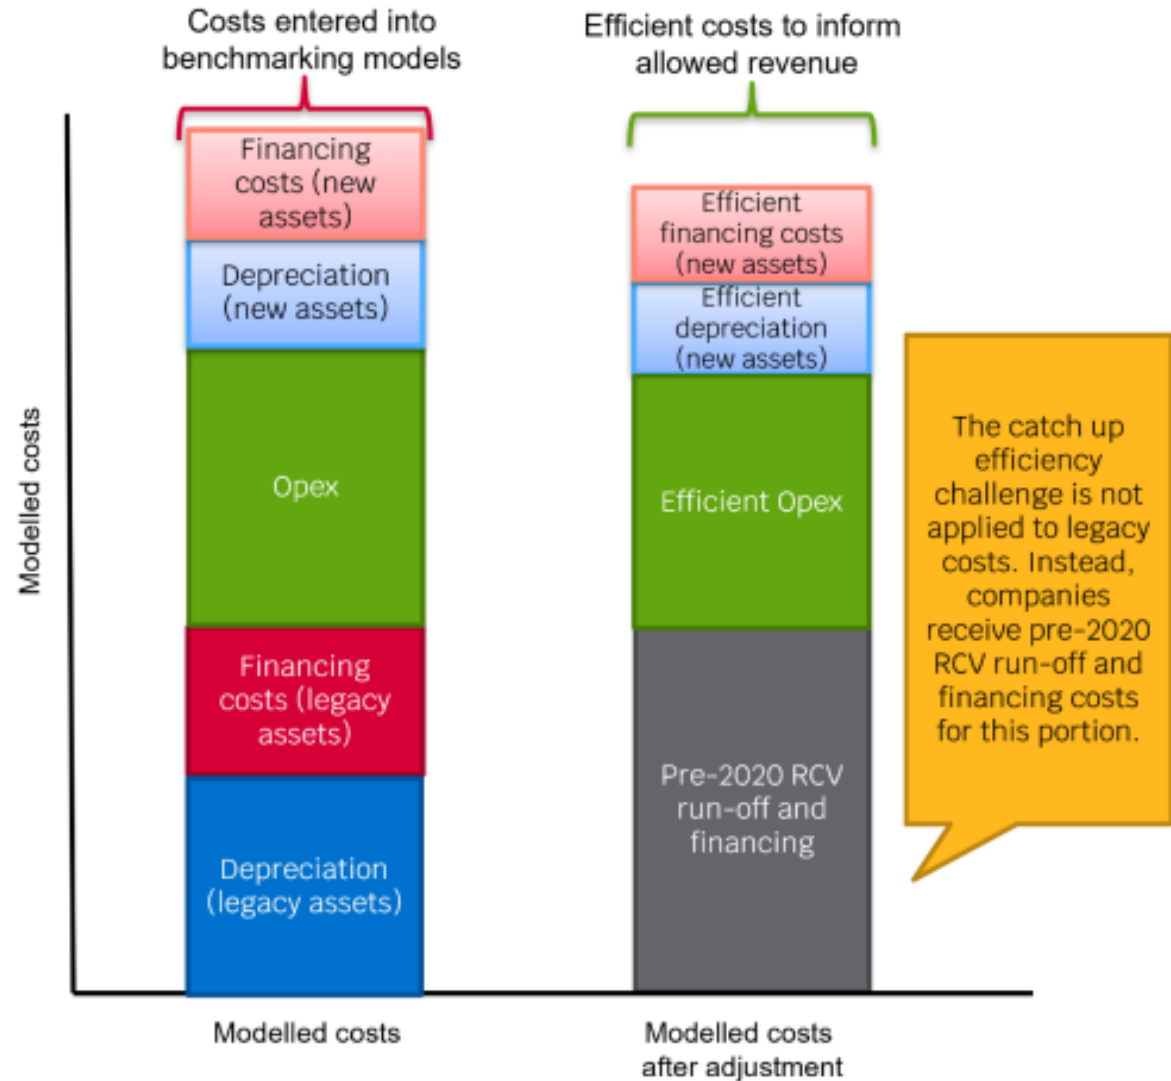 Costs entered into
benchmarking models
Efficient costs to inform
allowed revenue
Modelled costs
Financing
costs (new
assets)
Depreciation
(new assets)
Opex
Financing
costs (legacy
assets)
Depreciation
(legacy assets)
Efficient
financing costs
(new assets)
Efficient
depreciation
(new assets)
Efficient Opex
Pre-2020 RCV
run-off and
financing
The catch up
efficiency
challenge is not
applied to legacy
costs. Instead,
companies
receive pre-2020
RCV run-off and
financing costs
for this portion.
Modelled costs
Modelled costs
after adjustment